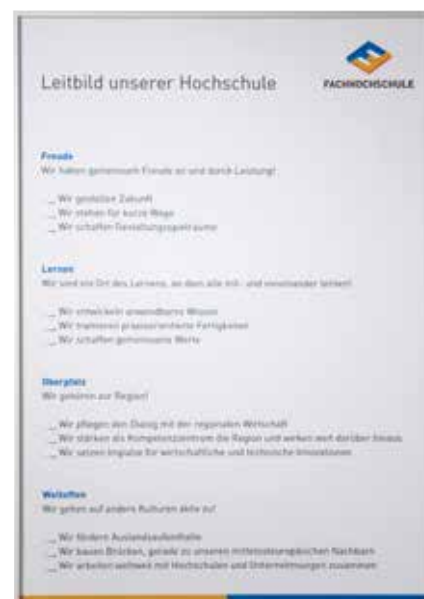 FACHHOCHSCHULE
Leitbild unserer Hochschule
Freude
Wir haben gemeinsam Freude an und durch Leistung!
_ Wir gestalten Zukunft
_ Wir stehen für kurze Wege
_ Wir schaffen Gestaltungsspielräume
Lernen
Wir sind ein Ort des Lernens, an dem alle mit- und voneinander lernen!
_ Wir entwickeln anwendbares Wissen
_ Wir trainieren praxisorientierte Fertigkeiten
_ Wir schaffen gemeinsame Werte
Oberpfalz
Wir gehören zur Region!
_ Wir pflegen den Dialog mit der regionalen Wirtschaft
_ Wir stärken als Kompetenzzentrum die Region und wirken weit darüber hinaus
_ Wir setzen Impulse für wirtschaftliche und technische Innovationen
Weltoffen
Wir gehen auf andere Kulturen aktiv zu!
_ Wir fördern Auslandsaufenthalte
_ Wir bauen Brücken, gerade zu unseren mittelosteuropäischen Nachbarn
_ Wir arbeiten weltweit mit Hochschulen und Unternehmungen zusammen